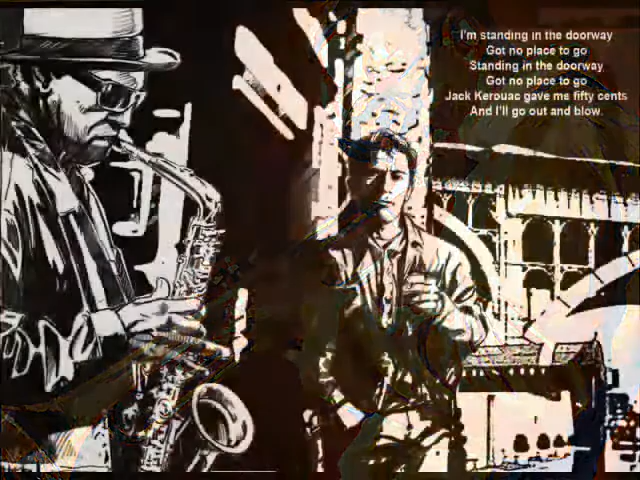 I'm standing in the doorway
Got no place to go
Standing in the doorway
Got no place to go
Jack Kerouac gave me fifty cents
And I'll go out and blow.